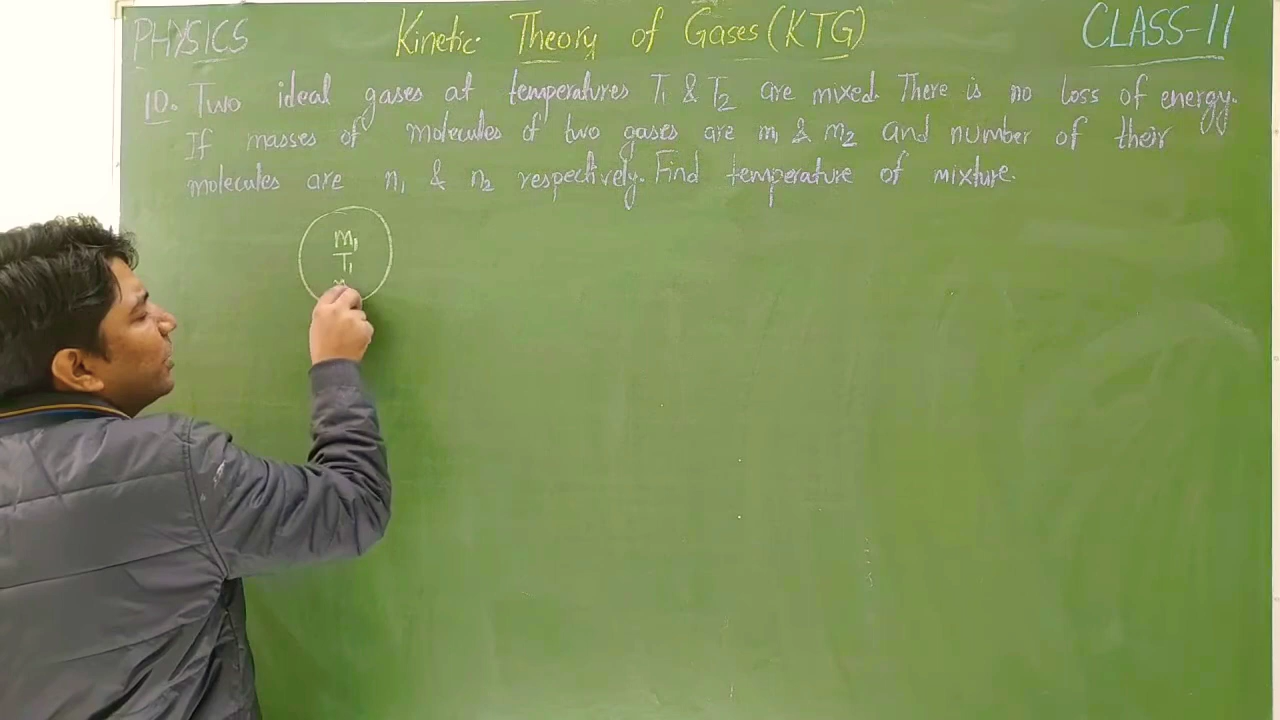 PHYSICS
Kinetic Theory of Gases (KTG)
CLASS-11
10. Two ideal gases at temperatures T₁ & T₂ are mixed. There is no loss of energy.
If masses of molecules of two gases are m₁ & m₂ and number of their
molecules are n₁ & n₂ respectively. Find temperature of mixture.
m₁
T₁